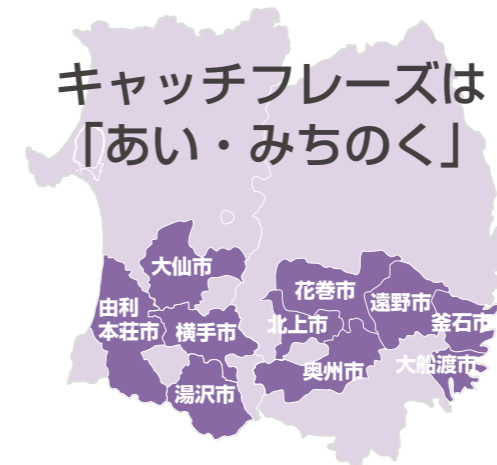 キャッチフレーズは
「あい・みちのく」
大仙市
花巻市
遠野市
由利
本荘市
横手市
北上市
釜石市
奥州市
大船渡市
湯沢市